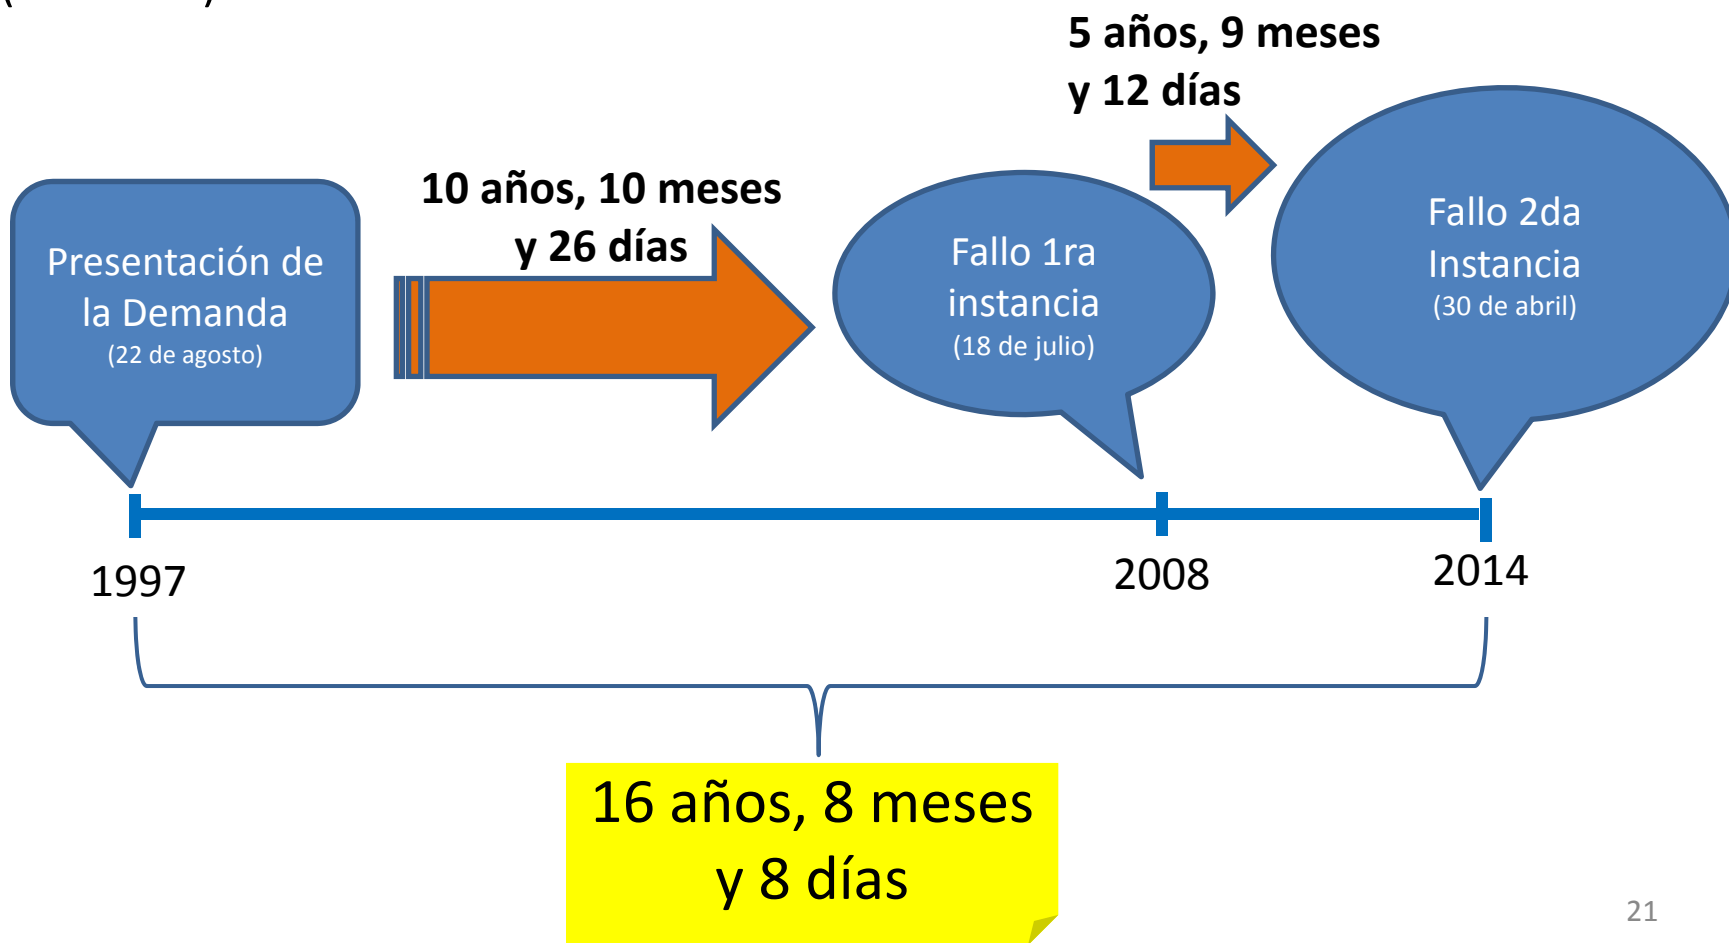 5 años, 9 meses
y 12 días
10 años, 10 meses
y 26 días
Presentación de
la Demanda
(22 de agosto)
Fallo 1ra
instancia
(18 de julio)
Fallo 2da
Instancia
(30 de abril)
1997
2008
2014
16 años, 8 meses
y 8 días
21